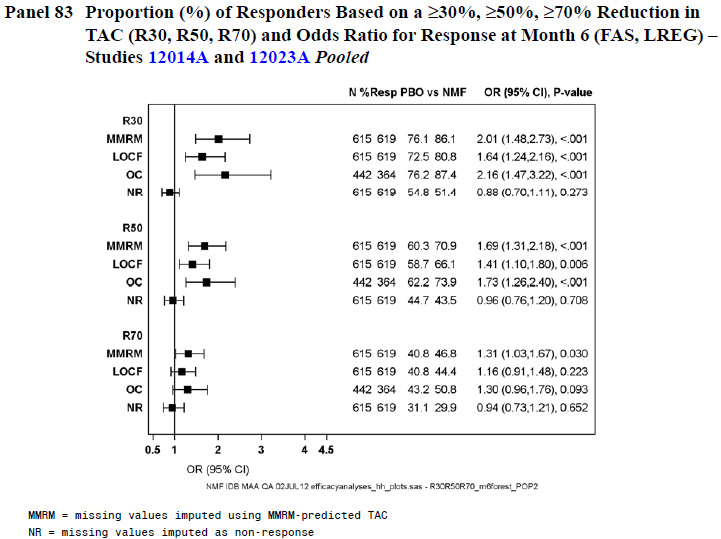 Panel 83 Proportion (%) of Responders Based on a ≥30%, ≥50%, ≥70% Reduction in
TAC (R30, R50, R70) and Odds Ratio for Response at Month 6 (FAS, LREG) –
Studies 12014A and 12023A Pooled
N %Resp PBO vs NMF OR (95% CI), P-value
R30
MMRM 615 619 76.1 86.1 2.01 (1.48,2.73), <.001
LOCF 615 619 72.5 80.8 1.64 (1.24,2.16), <.001
OC 442 364 76.2 87.4 2.16 (1.47,3.22), <.001
NR 615 619 54.8 51.4 0.88 (0.70,1.11), 0.273
R50
MMRM 615 619 60.3 70.9 1.69 (1.31,2.18), <.001
LOCF 615 619 58.7 66.1 1.41 (1.10,1.80), 0.006
OC 442 364 62.2 73.9 1.73 (1.26,2.40), <.001
NR 615 619 44.7 43.5 0.96 (0.76,1.20), 0.708
R70
MMRM 615 619 40.8 46.8 1.31 (1.03,1.67), 0.030
LOCF 615 619 40.8 44.4 1.16 (0.91,1.48), 0.223
OC 442 364 43.2 50.8 1.30 (0.96,1.76), 0.093
NR 615 619 31.1 29.9 0.94 (0.73,1.21), 0.652
0.5 1 2 3 4 4.5
OR (95% CI)
NMF IDB MAA QA 02JUL12 efficacyanalyses_hh_plots.sas - R30R50R70_m6forest_POP2
MMRM = missing values imputed using MMRM-predicted TAC
NR = missing values imputed as non-response